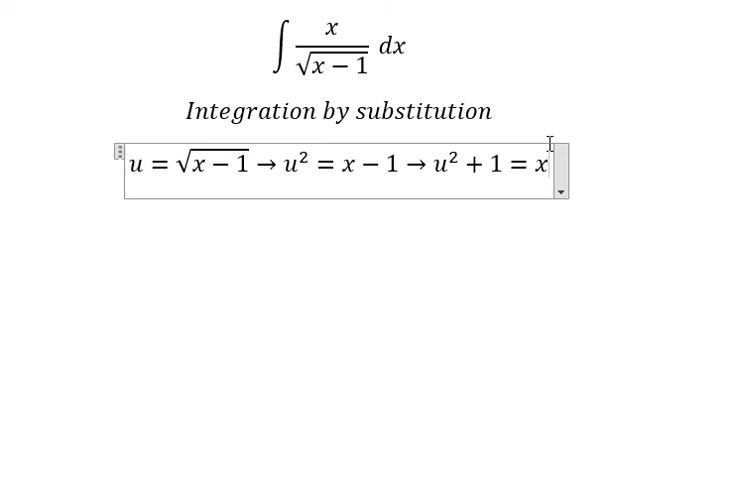 ∫ x/√(x − 1) dx
Integration by substitution
u = √(x − 1) → u² = x − 1 → u² + 1 = x